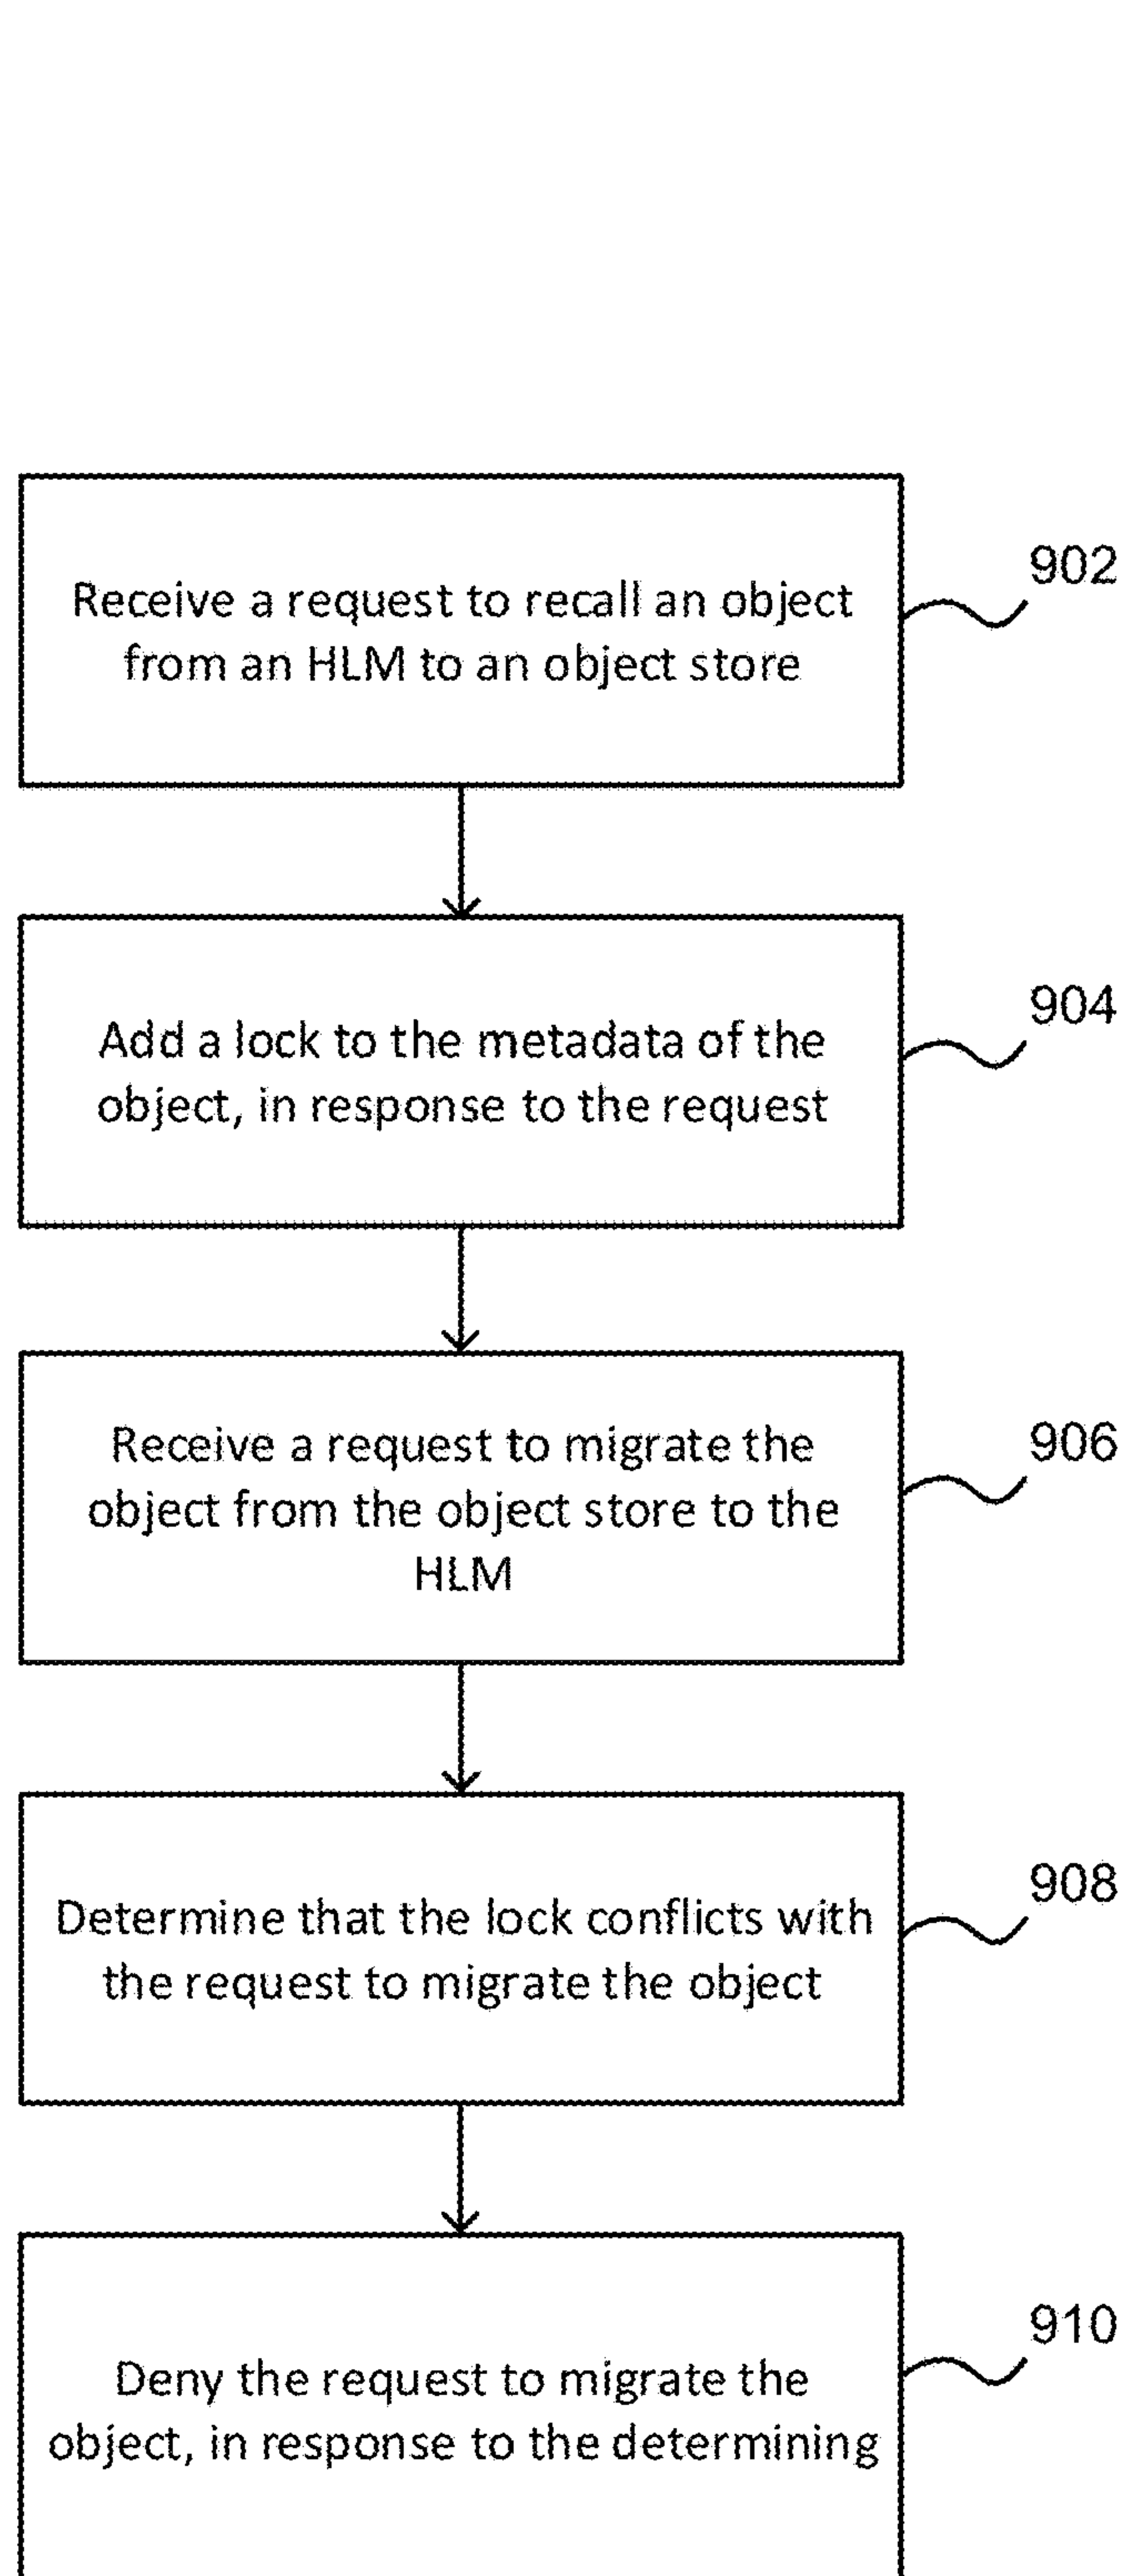 Receive a request to recall an object
from an HLM to an object store
902
Add a lock to the metadata of the
object, in response to the request
904
Receive a request to migrate the
object from the object store to the
HLM
906
Determine that the lock conflicts with
the request to migrate the object
908
Deny the request to migrate the
object, in response to the determining
910